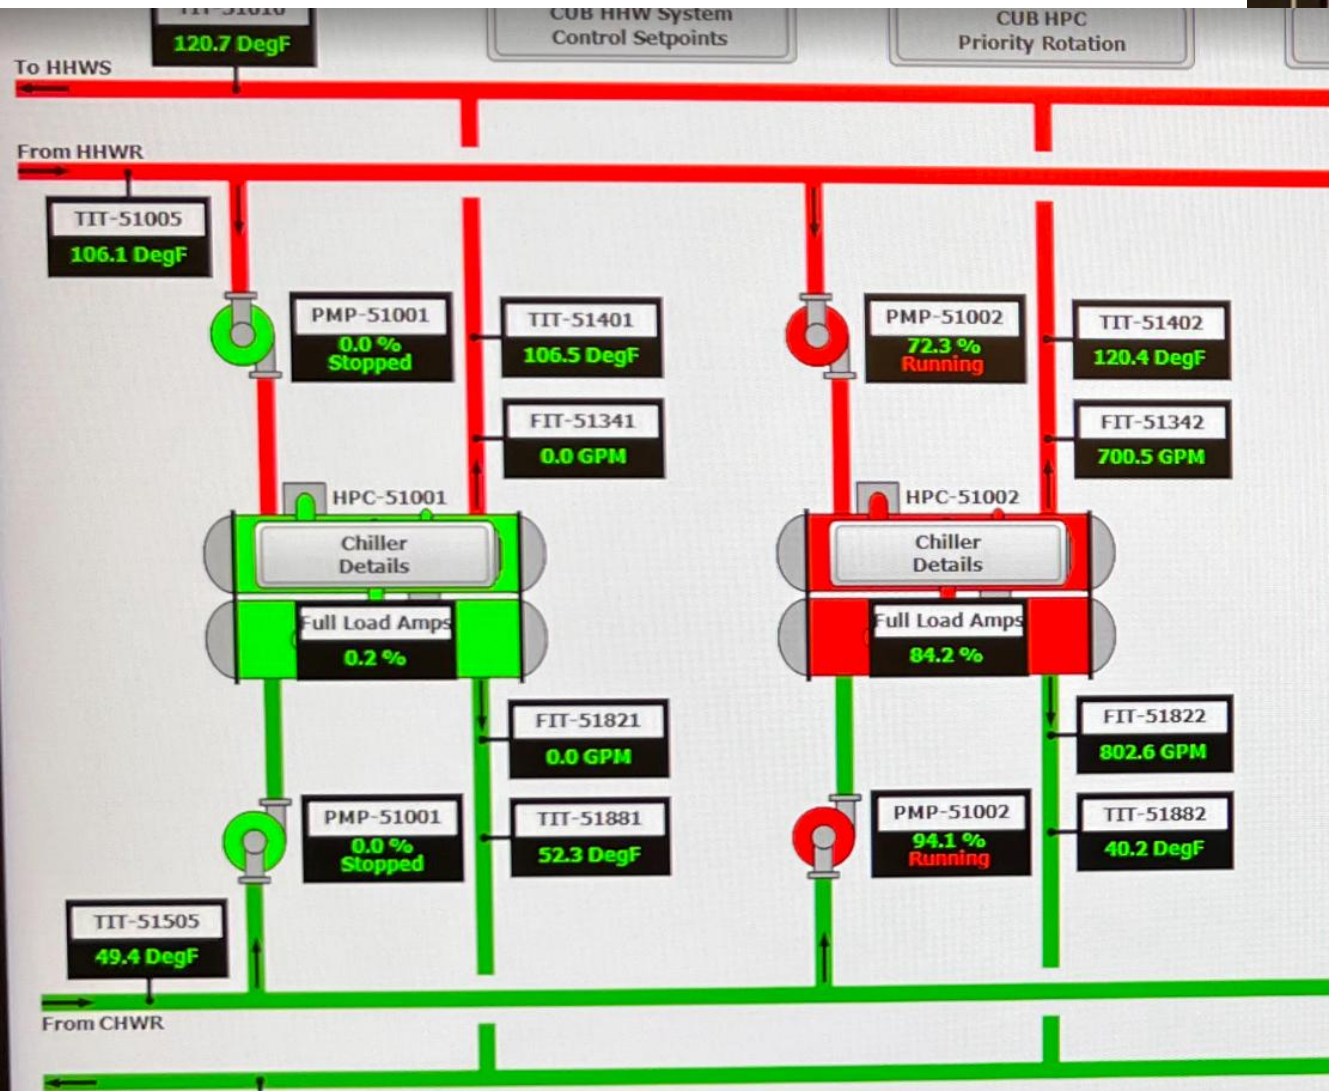 120.7 DegF
CUB HHW System
Control Setpoints
CUB HPC
Priority Rotation
To HHWS
From HHWR
TIT-51005
106.1 DegF
PMP-51001
0.0 %
Stopped
TIT-51401
106.5 DegF
FIT-51341
0.0 GPM
PMP-51002
72.3 %
Running
TIT-51402
120.4 DegF
FIT-51342
700.5 GPM
HPC-51001
Chiller
Details
Full Load Amps
0.2 %
HPC-51002
Chiller
Details
Full Load Amps
84.2 %
FIT-51821
0.0 GPM
PMP-51001
0.0 %
Stopped
TIT-51881
52.3 DegF
FIT-51822
802.6 GPM
PMP-51002
94.1 %
Running
TIT-51882
40.2 DegF
TIT-51505
49.4 DegF
From CHWR